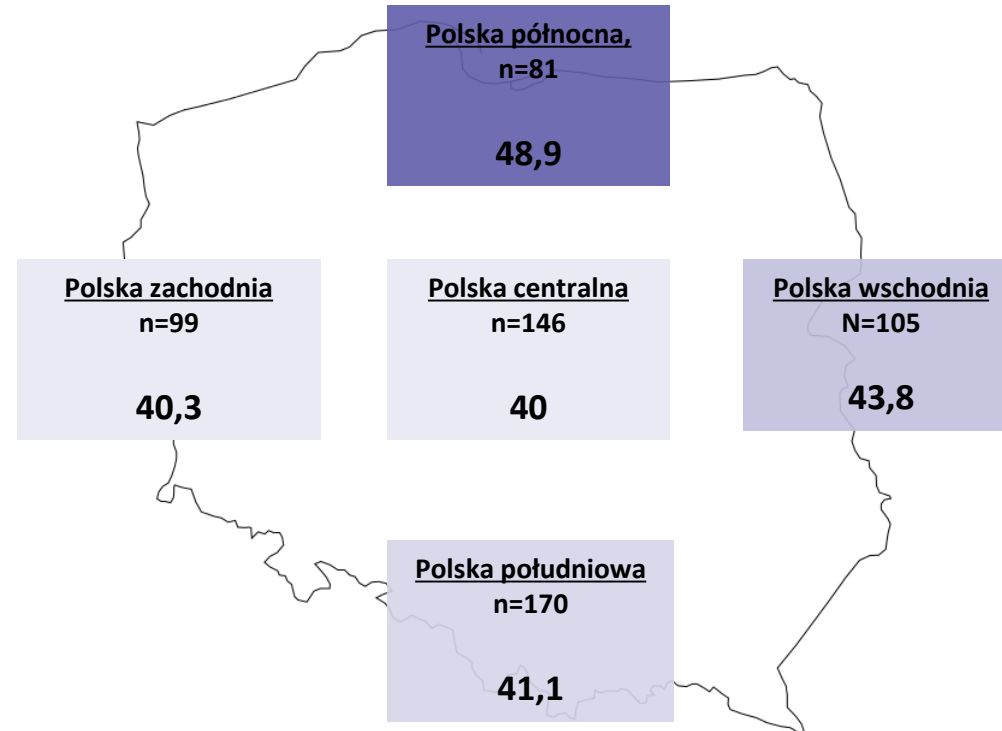 Polska północna,
n=81
48,9
Polska zachodnia
n=99
40,3
Polska centralna
n=146
40
Polska wschodnia
N=105
43,8
Polska południowa
n=170
41,1